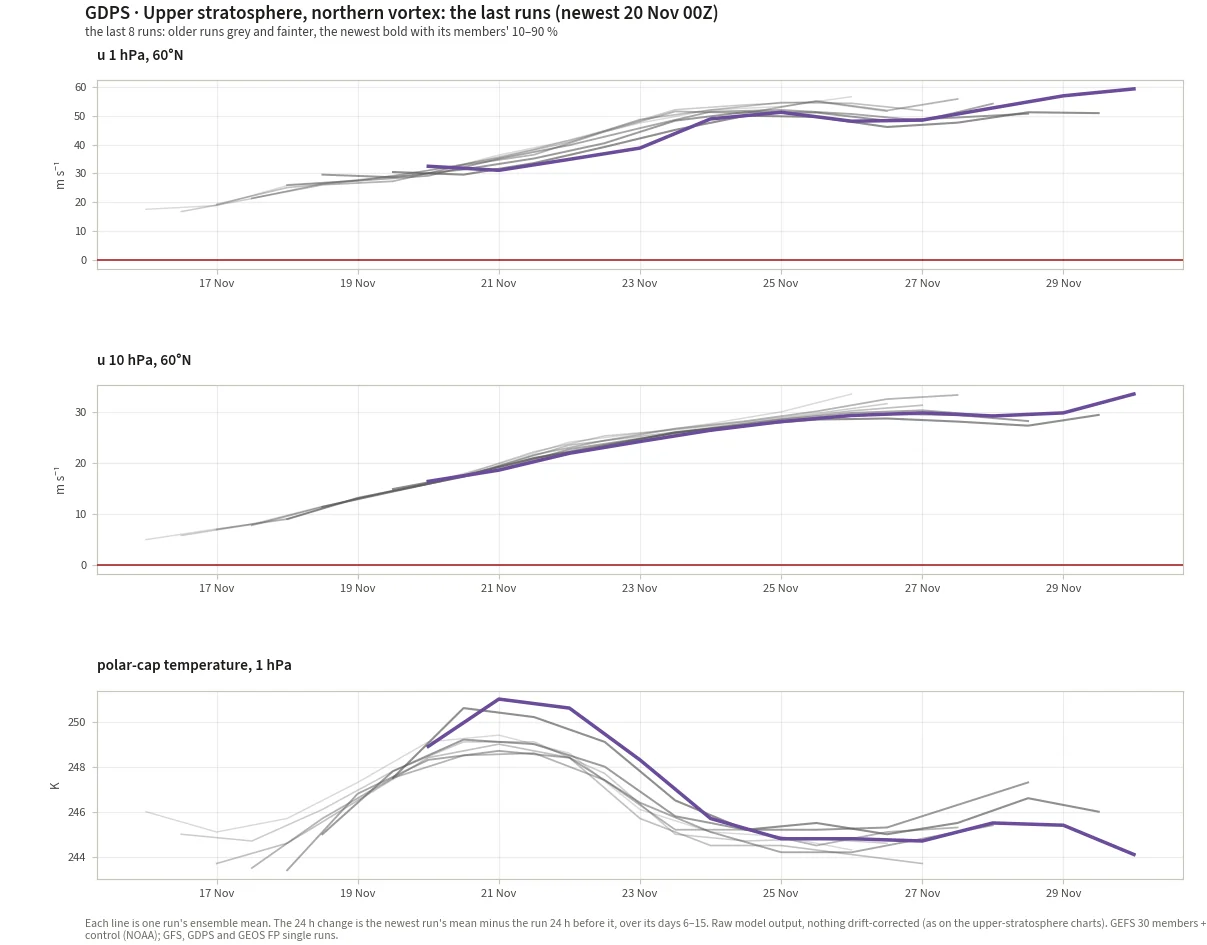 GDPS · Upper stratosphere, northern vortex: the last runs (newest 20 Nov 00Z)
the last 8 runs: older runs grey and fainter, the newest bold with its members' 10–90 %
u 1 hPa, 60°N
60
50
40
30
20
10
0
m s⁻¹
17 Nov 19 Nov 21 Nov 23 Nov 25 Nov 27 Nov 29 Nov
u 10 hPa, 60°N
30
20
10
0
m s⁻¹
17 Nov 19 Nov 21 Nov 23 Nov 25 Nov 27 Nov 29 Nov
polar-cap temperature, 1 hPa
250
248
246
244
K
17 Nov 19 Nov 21 Nov 23 Nov 25 Nov 27 Nov 29 Nov
Each line is one run's ensemble mean. The 24 h change is the newest run's mean minus the run 24 h before it, over its days 6–15. Raw model output, nothing drift-corrected (as on the upper-stratosphere charts). GEFS 30 members +
control (NOAA); GFS, GDPS and GEOS FP single runs.